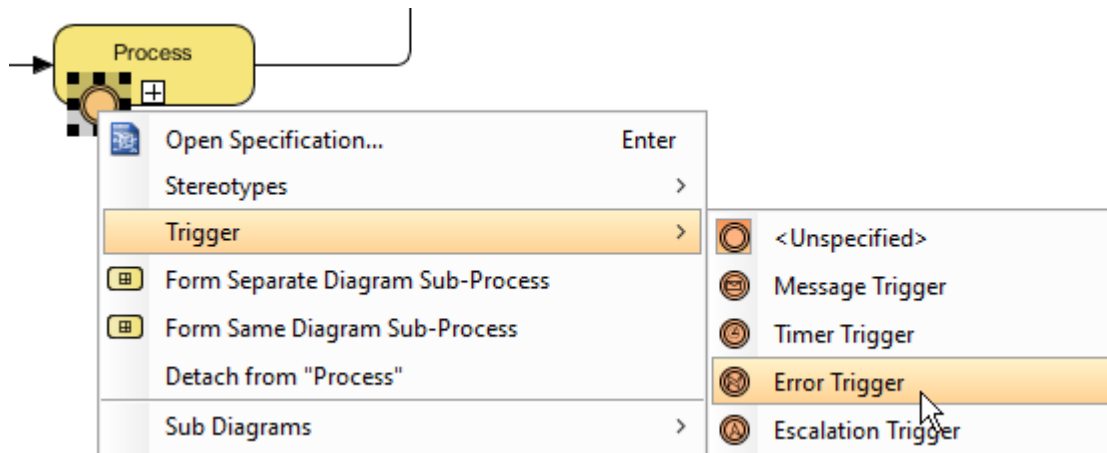 Process
Open Specification... Enter
Stereotypes
Trigger
<Unspecified>
Form Separate Diagram Sub-Process
Message Trigger
Form Same Diagram Sub-Process
Timer Trigger
Detach from "Process"
Error Trigger
Sub Diagrams
Escalation Trigger